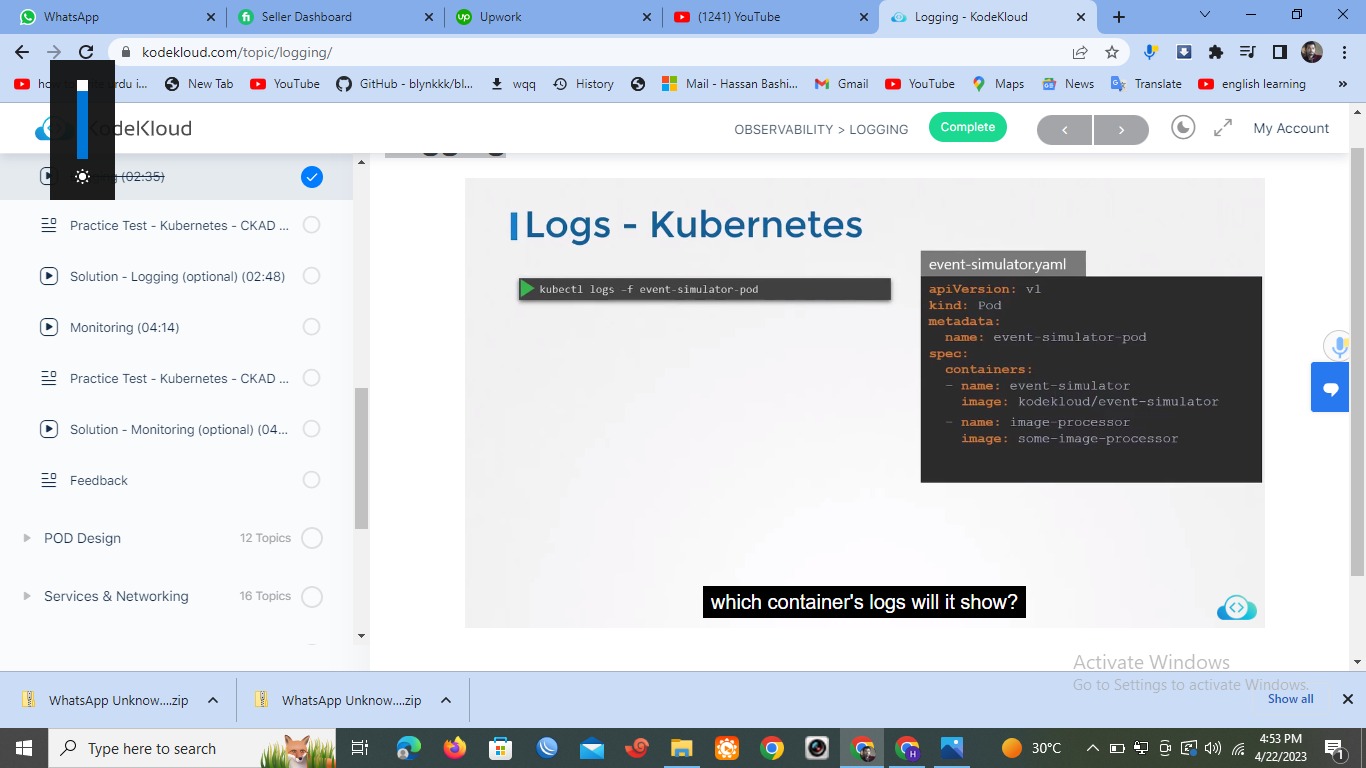 WhatsApp
Seller Dashboard
Upwork
(1241) YouTube
Logging - KodeKloud
kodekloud.com/topic/logging/
urdu i...
New Tab
YouTube
GitHub - blynkkk/bl...
wqq
History
Mail - Hassan Bashi...
Gmail
YouTube
Maps
News
Translate
english learning
»
KodeKloud
OBSERVABILITY > LOGGING
Complete
My Account
(02:35)
Practice Test - Kubernetes - CKAD ...
Solution - Logging (optional) (02:48)
Monitoring (04:14)
Practice Test - Kubernetes - CKAD ...
Solution - Monitoring (optional) (04...
Feedback
POD Design
12 Topics
Services & Networking
16 Topics
Logs - Kubernetes
kubectl logs -f event-simulator-pod
event-simulator.yaml
apiVersion: v1
kind: Pod
metadata:
name: event-simulator-pod
spec:
containers:
- name: event-simulator
image: kodekloud/event-simulator
- name: image-processor
image: some-image-processor
which container's logs will it show?
Activate Windows
Go to Settings to activate Windows.
WhatsApp Unknow....zip
WhatsApp Unknow....zip
Show all
Type here to search
30°C
4:53 PM
4/22/2023
1